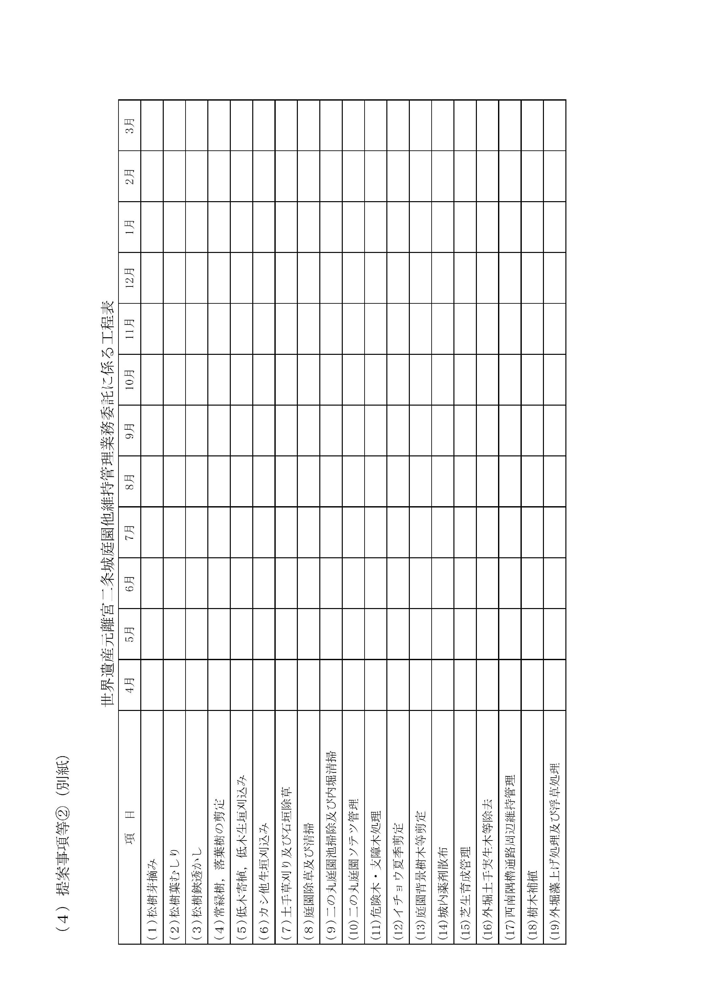 (４) 提案事項等② (別紙)
世界遺産元離宮二条城庭園他維持管理業務委託に係る工程表
項　日 4月 5月 6月 7月 8月 9月 10月 11月 12月 1月 2月 3月
(１)松樹芽摘み
(２)松樹葉むしり
(３)松樹鋏透かし
(４)常緑樹，落葉樹の剪定
(５)低木寄植，低木生垣刈込み
(６)カシ他生垣刈込み
(７)土手草刈り及び石垣除草
(８)庭園除草及び清掃
(９)二の丸庭園池掃除及び内堀清掃
(10)二の丸庭園ソテツ管理
(11)危険木・支障木処理
(12)イチョウ夏季剪定
(13)庭園背景樹木等剪定
(14)城内薬剤散布
(15)芝生育成管理
(16)外堀土手実生木等除去
(17)西南隅櫓通路周辺維持管理
(18)樹木補植
(19)外堀藻上げ処理及び浮草処理